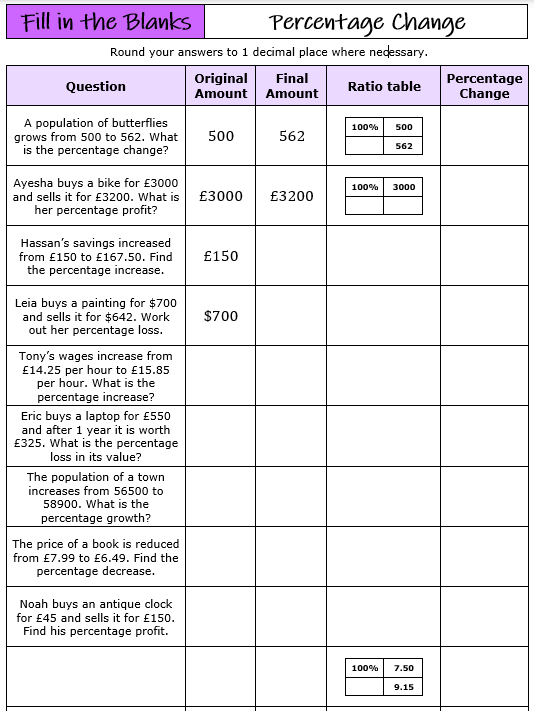 Fill in the Blanks
Percentage Change
Round your answers to 1 decimal place where necessary.
Question
Original Amount
Final Amount
Ratio table
Percentage Change
A population of butterflies
grows from 500 to 562. What
is the percentage change?
500
562
100% 500
562
Ayesha buys a bike for £3000
and sells it for £3200. What is
her percentage profit?
£3000
£3200
100% 3000
Hassan’s savings increased
from £150 to £167.50. Find
the percentage increase.
£150
Leia buys a painting for $700
and sells it for $642. Work
out her percentage loss.
$700
Tony’s wages increase from
£14.25 per hour to £15.85
per hour. What is the
percentage increase?
Eric buys a laptop for £550
and after 1 year it is worth
£325. What is the percentage
loss in its value?
The population of a town
increases from 56500 to
58900. What is the
percentage growth?
The price of a book is reduced
from £7.99 to £6.49. Find the
percentage decrease.
Noah buys an antique clock
for £45 and sells it for £150.
Find his percentage profit.
100% 7.50
9.15